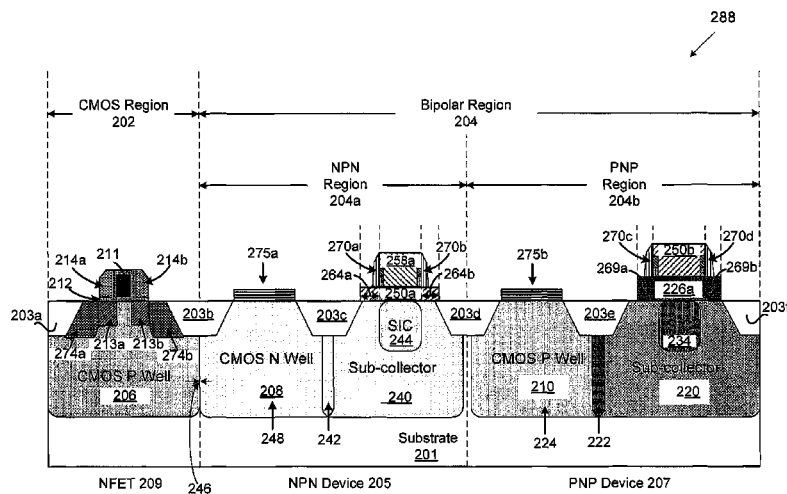 288
CMOS Region
202
Bipolar Region
204
NPN
Region
204a
PNP
Region
204b
211
214a
214b
212
275a
270a
258a
270b
264a
250a
264b
275b
270c
250b
270d
269a
226a
269b
203a
203b
203c
203d
203e
203f
274a
213a
213b
274b
SIC
244
234
CMOS P Well
206
CMOS N Well
208
Sub-collector
240
CMOS P Well
210
Sub-collector
220
248
242
224
222
Substrate
201
NFET 209
246
NPN Device 205
PNP Device 207